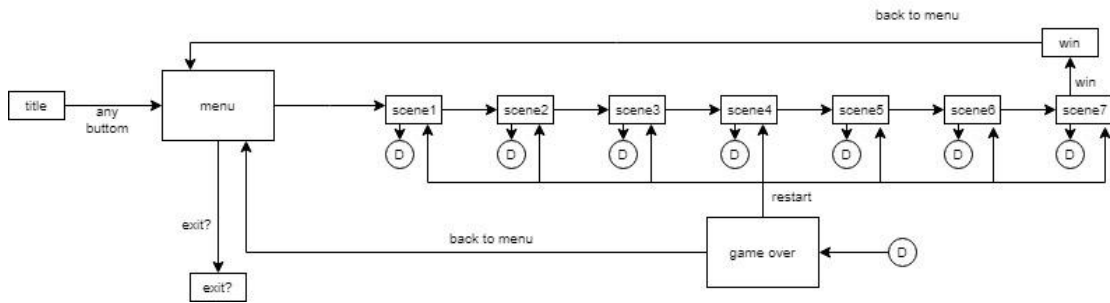 back to menu
win
title
any
buttom
menu
scene1
scene2
scene3
scene4
scene5
scene6
scene7
win
D
D
D
D
D
D
D
restart
exit?
back to menu
game over
D
exit?